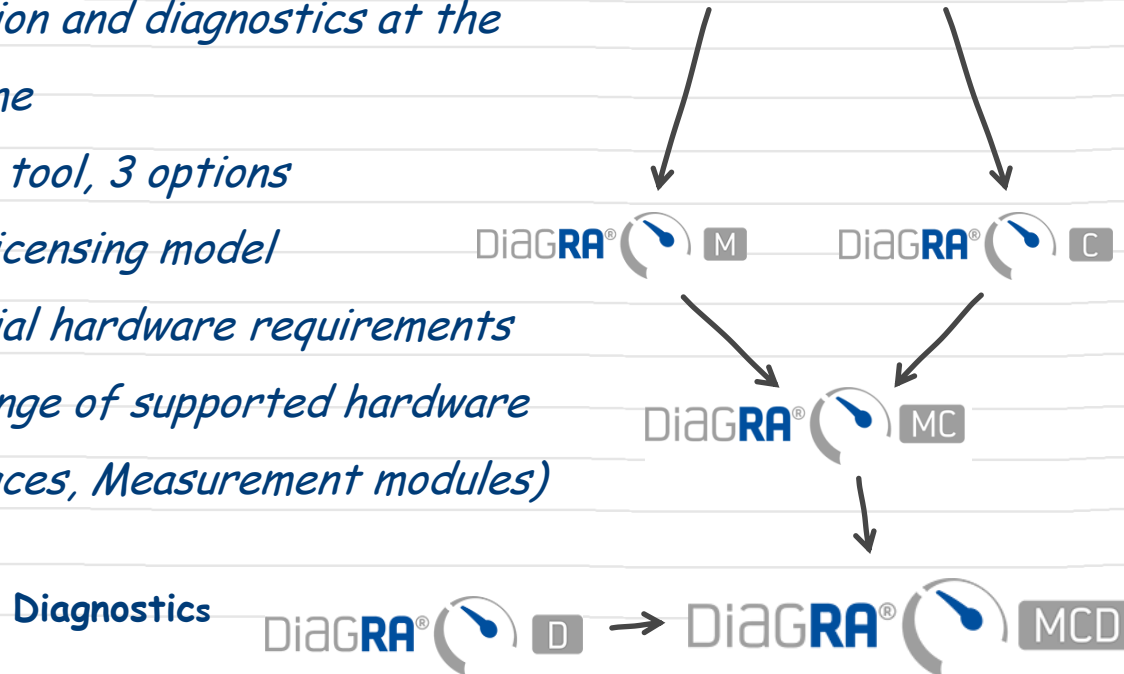 ion and diagnostics at the
ne
tool, 3 options
icensing model
ial hardware requirements
nge of supported hardware
aces, Measurement modules)
DiaGRA® M
DiaGRA® C
DiaGRA® MC
Diagnostics
DiaGRA® D
DiaGRA® MCD